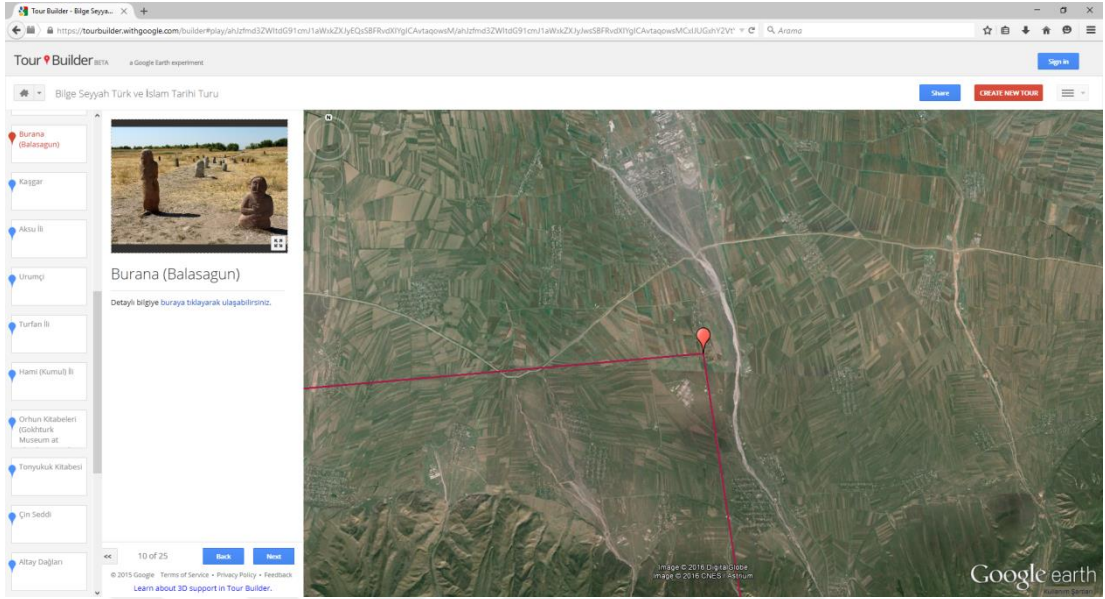 Tour Builder - Bilge Seyya...
https://tourbuilder.withgoogle.com/builder#play/
Arama
Tour Builder BETA a Google Earth experiment
Sign in
Bilge Seyyah Türk ve İslam Tarihi Turu
Share
CREATE NEW TOUR
Burana
(Balasagun)
Kaşgar
Aksu İli
Urumçi
Turfan İli
Hami (Kumul) İli
Orhun Kitabeleri
(Gokhturk
Museum at
Tonyukuk Kitabesi
Çin Seddi
Altay Dağları
Burana (Balasagun)
Detaylı bilgiye buraya tıklayarak ulaşabilirsiniz.
<< 10 of 25 Back Next
© 2015 Google Terms of Service • Privacy Policy • Feedback
Learn about 3D support in Tour Builder.
N
Image © 2016 DigitalGlobe
Image © 2016 CNES / Astrium
Google earth
Kullanım Şartları